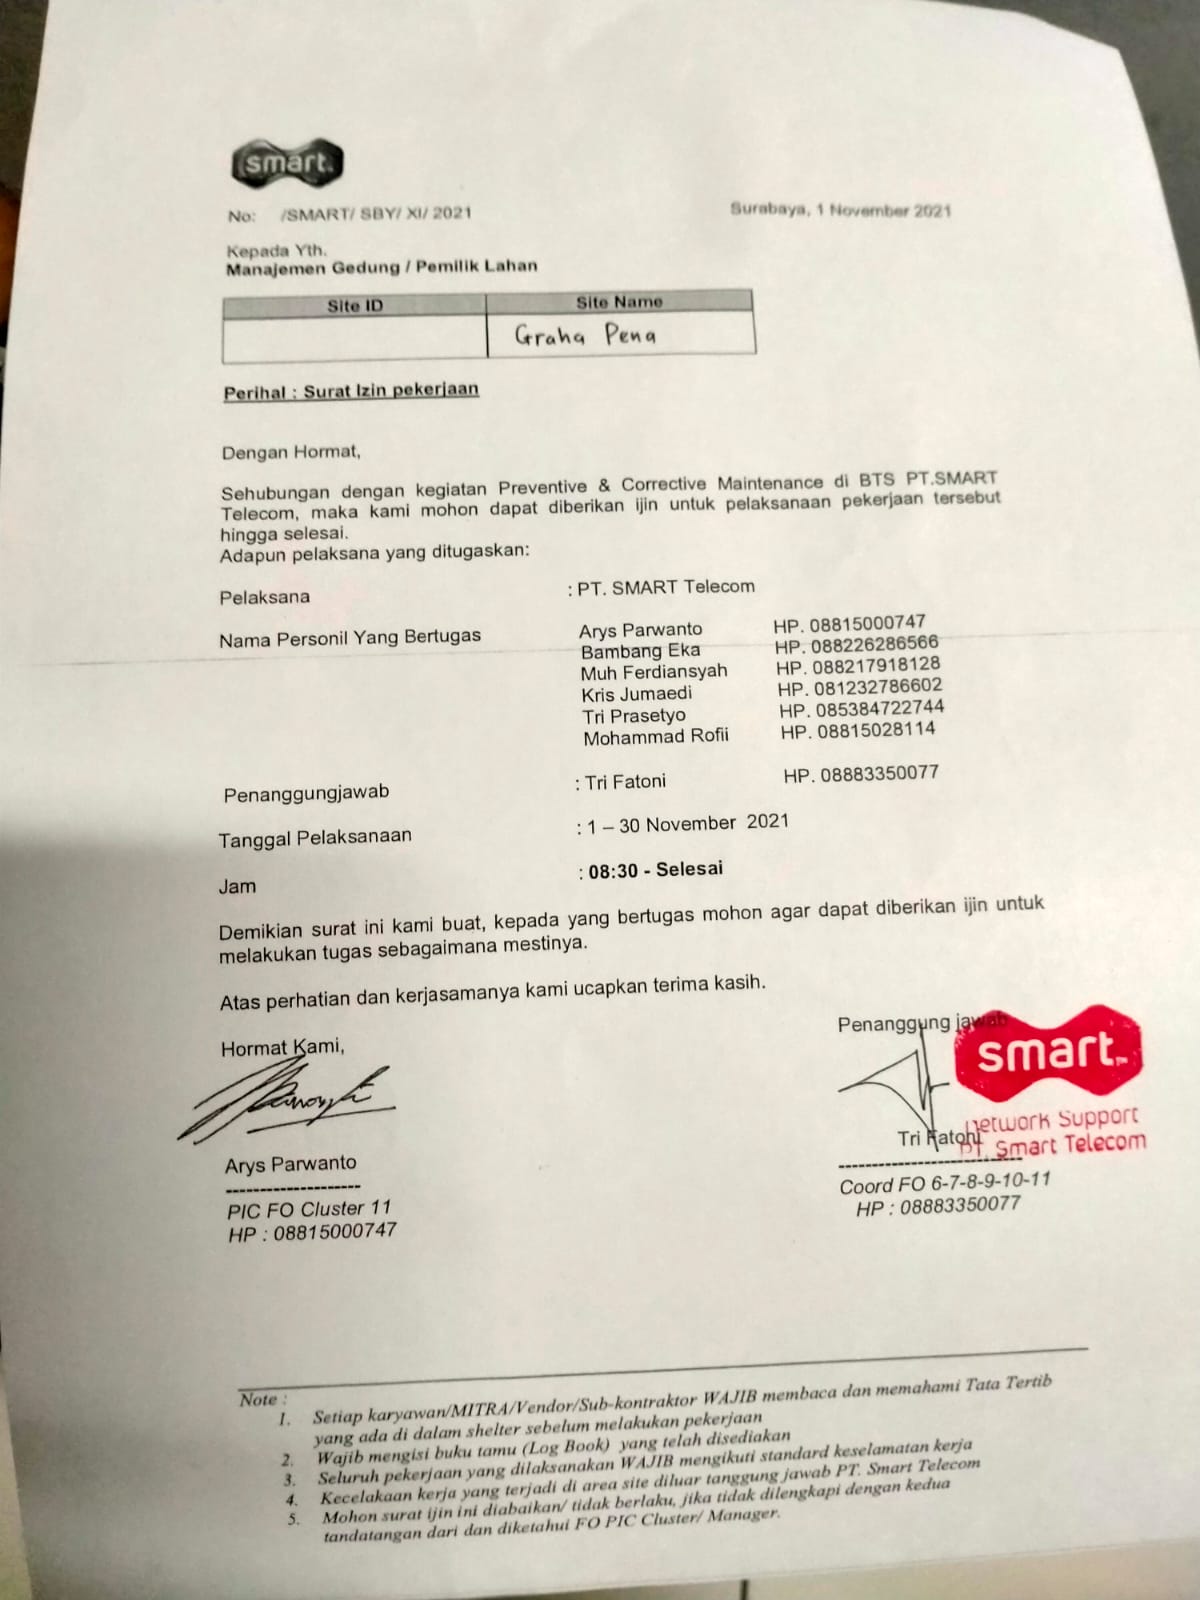 smart.
No: /SMART/ SBY/ XI/ 2021
Surabaya, 1 November 2021
Kepada Yth.
Manajemen Gedung / Pemilik Lahan
Site ID Site Name
Graha Pena
Perihal : Surat Izin pekerjaan
Dengan Hormat,
Sehubungan dengan kegiatan Preventive & Corrective Maintenance di BTS PT.SMART
Telecom, maka kami mohon dapat diberikan ijin untuk pelaksanaan pekerjaan tersebut
hingga selesai.
Adapun pelaksana yang ditugaskan:
Pelaksana : PT. SMART Telecom
Nama Personil Yang Bertugas Arys Parwanto HP. 08815000747
Bambang Eka HP. 088226286566
Muh Ferdiansyah HP. 088217918128
Kris Jumaedi HP. 081232786602
Tri Prasetyo HP. 085384722744
Mohammad Rofii HP. 08815028114
Penanggungjawab : Tri Fatoni HP. 08883350077
Tanggal Pelaksanaan : 1 – 30 November 2021
Jam : 08:30 - Selesai
Demikian surat ini kami buat, kepada yang bertugas mohon agar dapat diberikan ijin untuk
melakukan tugas sebagaimana mestinya.
Atas perhatian dan kerjasamanya kami ucapkan terima kasih.
Hormat Kami,
Arys Parwanto
PIC FO Cluster 11
HP : 08815000747
Penanggung jawab
smart.
Network Support
PT. Smart Telecom
Tri Fatoni
Coord FO 6-7-8-9-10-11
HP : 08883350077
Note :
1. Setiap karyawan/MITRA/Vendor/Sub-kontraktor WAJIB membaca dan memahami Tata Tertib
yang ada di dalam shelter sebelum melakukan pekerjaan
2. Wajib mengisi buku tamu (Log Book) yang telah disediakan
3. Seluruh pekerjaan yang dilaksanakan WAJIB mengikuti standard keselamatan kerja
4. Kecelakaan kerja yang terjadi di area site diluar tanggung jawab PT. Smart Telecom
5. Mohon surat ijin ini diabaikan/ tidak berlaku, jika tidak dilengkapi dengan kedua
tandatangan dari dan diketahui FO PIC Cluster/ Manager.